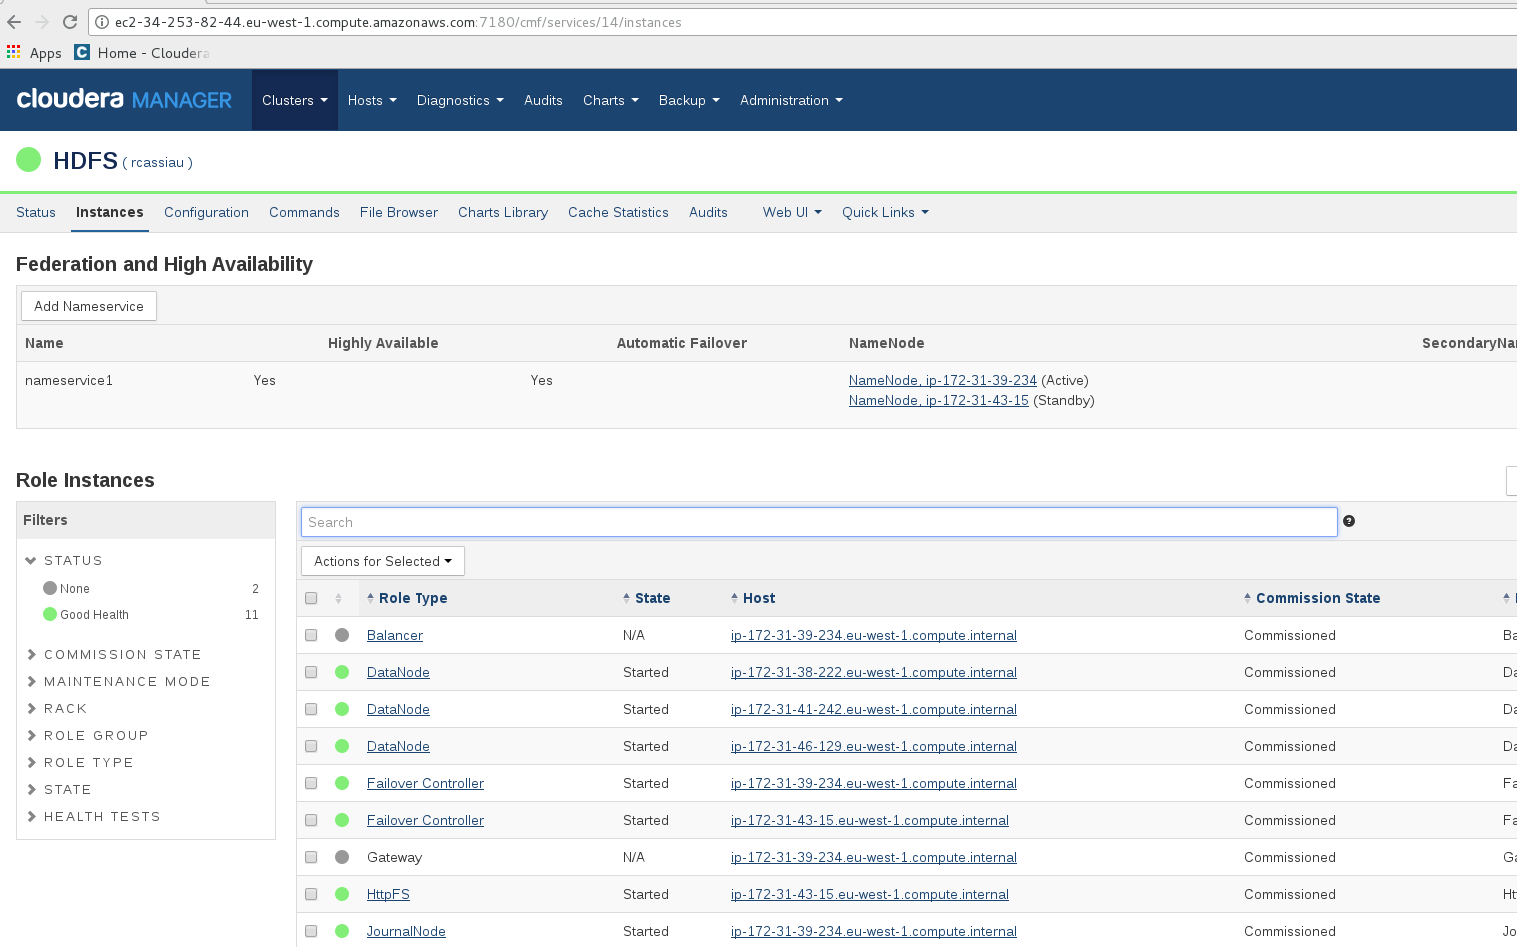 ec2-34-253-82-44.eu-west-1.compute.amazonaws.com:7180/cmf/services/14/instances
Apps Home - Cloudera
cloudera MANAGER Clusters Hosts Diagnostics Audits Charts Backup Administration
HDFS ( rcassiau )
Status Instances Configuration Commands File Browser Charts Library Cache Statistics Audits Web UI Quick Links
Federation and High Availability
Add Nameservice
Name Highly Available Automatic Failover NameNode SecondaryNa
nameservice1 Yes Yes NameNode, ip-172-31-39-234 (Active)
NameNode, ip-172-31-43-15 (Standby)
Role Instances
Filters
Search
STATUS
Actions for Selected
None 2
Good Health 11
Role Type State Host Commission State
Balancer N/A ip-172-31-39-234.eu-west-1.compute.internal Commissioned Ba
COMMISSION STATE
DataNode Started ip-172-31-38-222.eu-west-1.compute.internal Commissioned Da
MAINTENANCE MODE
RACK
DataNode Started ip-172-31-41-242.eu-west-1.compute.internal Commissioned Da
ROLE GROUP
DataNode Started ip-172-31-46-129.eu-west-1.compute.internal Commissioned Da
ROLE TYPE
Failover Controller Started ip-172-31-39-234.eu-west-1.compute.internal Commissioned Fa
STATE
HEALTH TESTS
Failover Controller Started ip-172-31-43-15.eu-west-1.compute.internal Commissioned Fa
Gateway N/A ip-172-31-39-234.eu-west-1.compute.internal Commissioned Ga
HttpFS Started ip-172-31-43-15.eu-west-1.compute.internal Commissioned Ht
JournalNode Started ip-172-31-39-234.eu-west-1.compute.internal Commissioned Jo